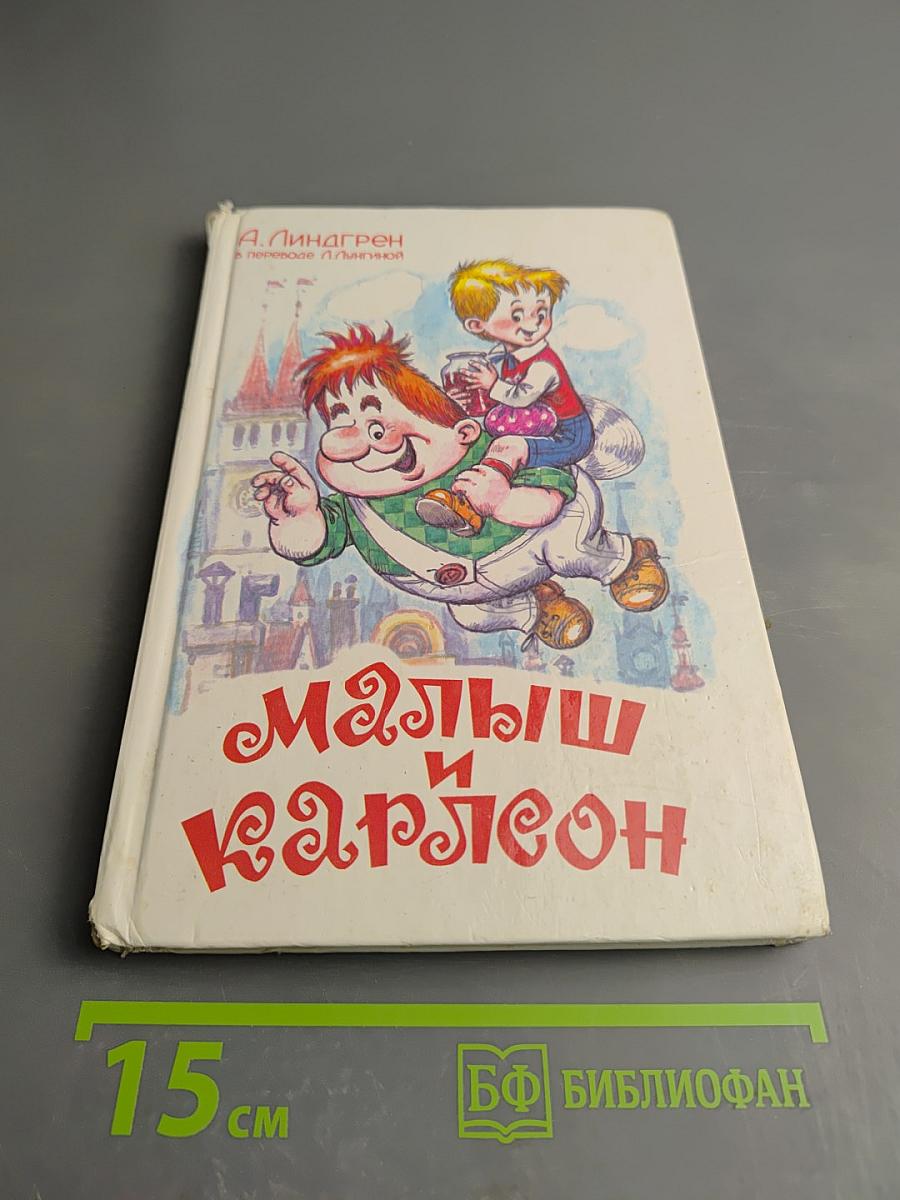 А. Линдгрен
в переводе Л.Лунгиной
Малыш
и
Карлсон
15 см
БФ БИБЛИОФАН